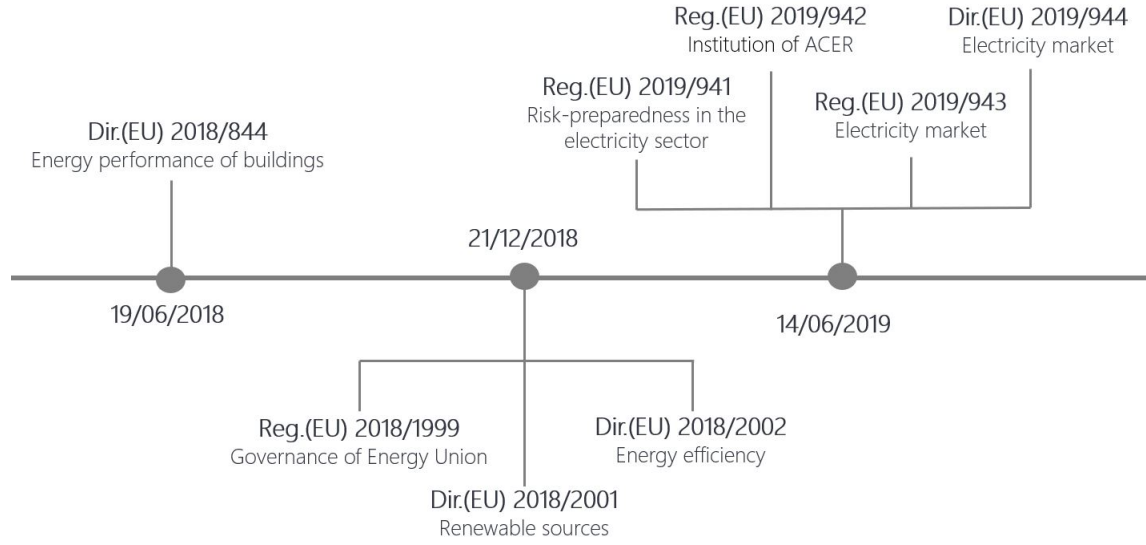 Reg.(EU) 2019/942
Institution of ACER
Dir.(EU) 2019/944
Electricity market
Reg.(EU) 2019/941
Risk-preparedness in the
electricity sector
Reg.(EU) 2019/943
Electricity market
Dir.(EU) 2018/844
Energy performance of buildings
21/12/2018
19/06/2018
14/06/2019
Reg.(EU) 2018/1999
Governance of Energy Union
Dir.(EU) 2018/2002
Energy efficiency
Dir.(EU) 2018/2001
Renewable sources